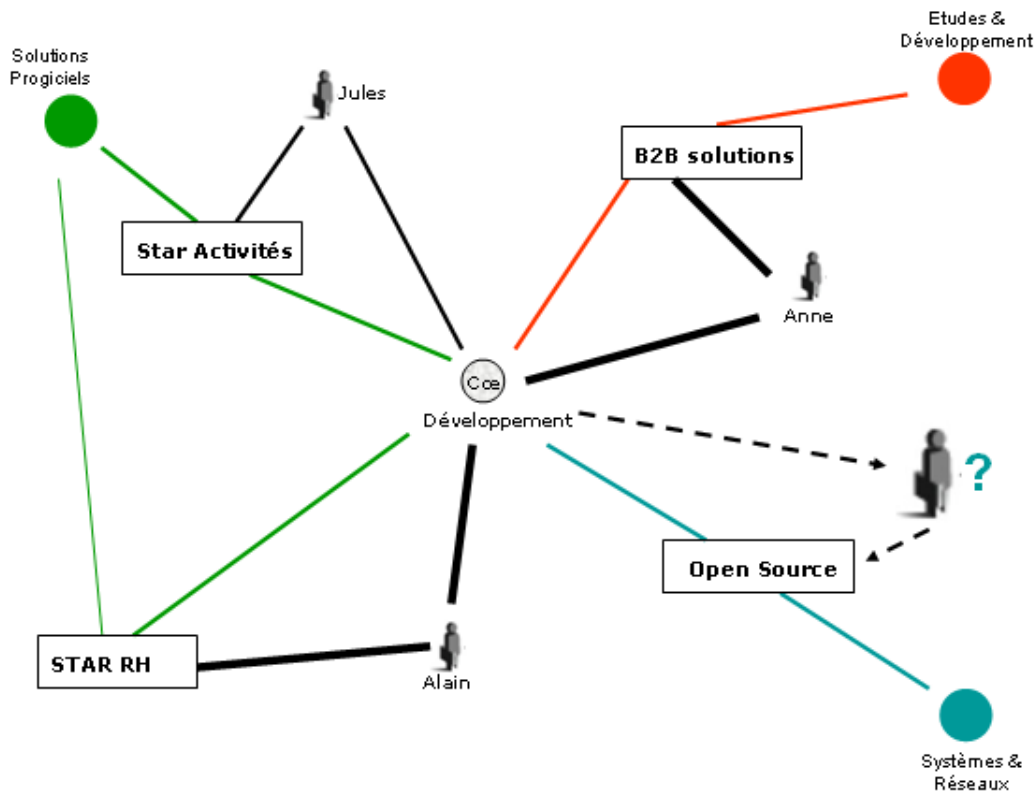 Etudes &
Développement
Solutions
Progiciels
Jules
B2B solutions
Star Activités
Anne
Cœ
Développement
?
Open Source
STAR RH
Alain
Systèmes &
Réseaux